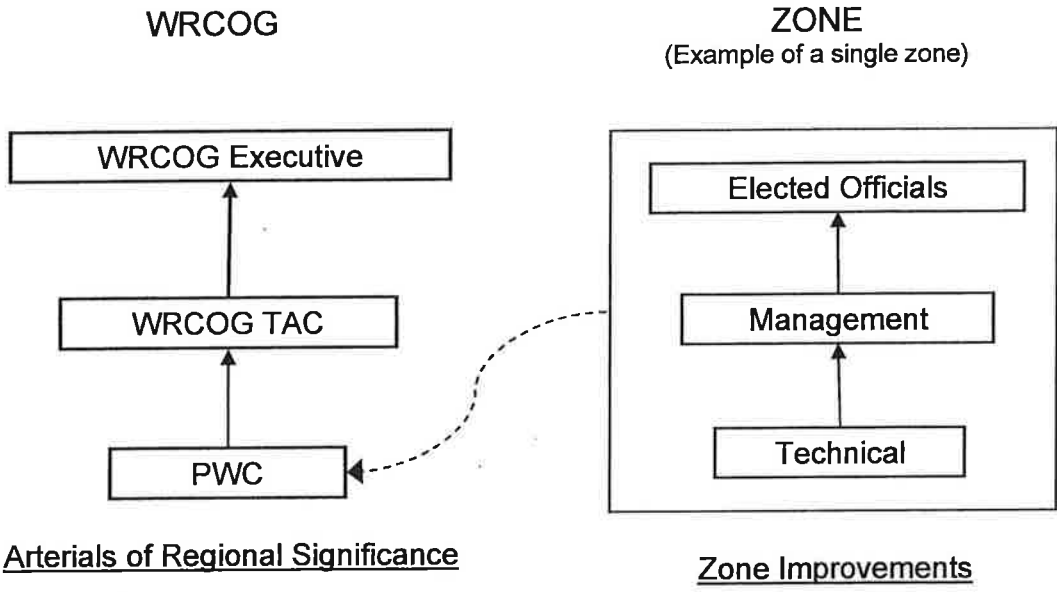 WRCOG
WRCOG Executive
WRCOG TAC
PWC
Arterials of Regional Significance
ZONE
(Example of a single zone)
Elected Officials
Management
Technical
Zone Improvements